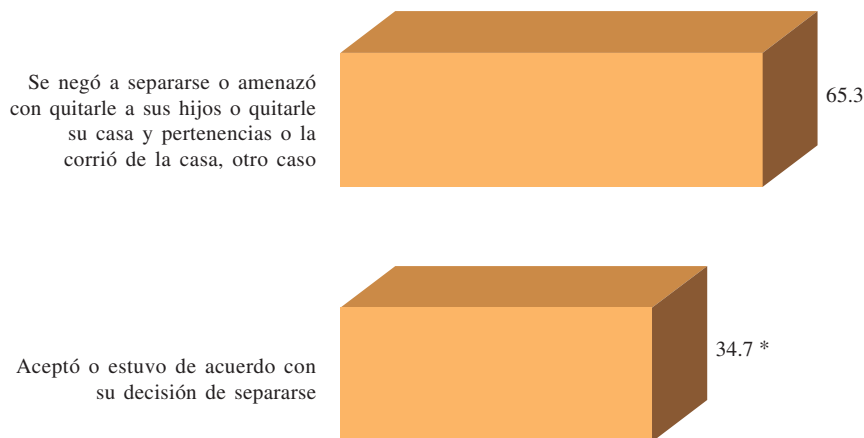 Se negó a separarse o amenazó
con quitarle a sus hijos o quitarle
su casa y pertenencias o la
corrió de la casa, otro caso
65.3
Aceptó o estuvo de acuerdo con
su decisión de separarse
34.7 *